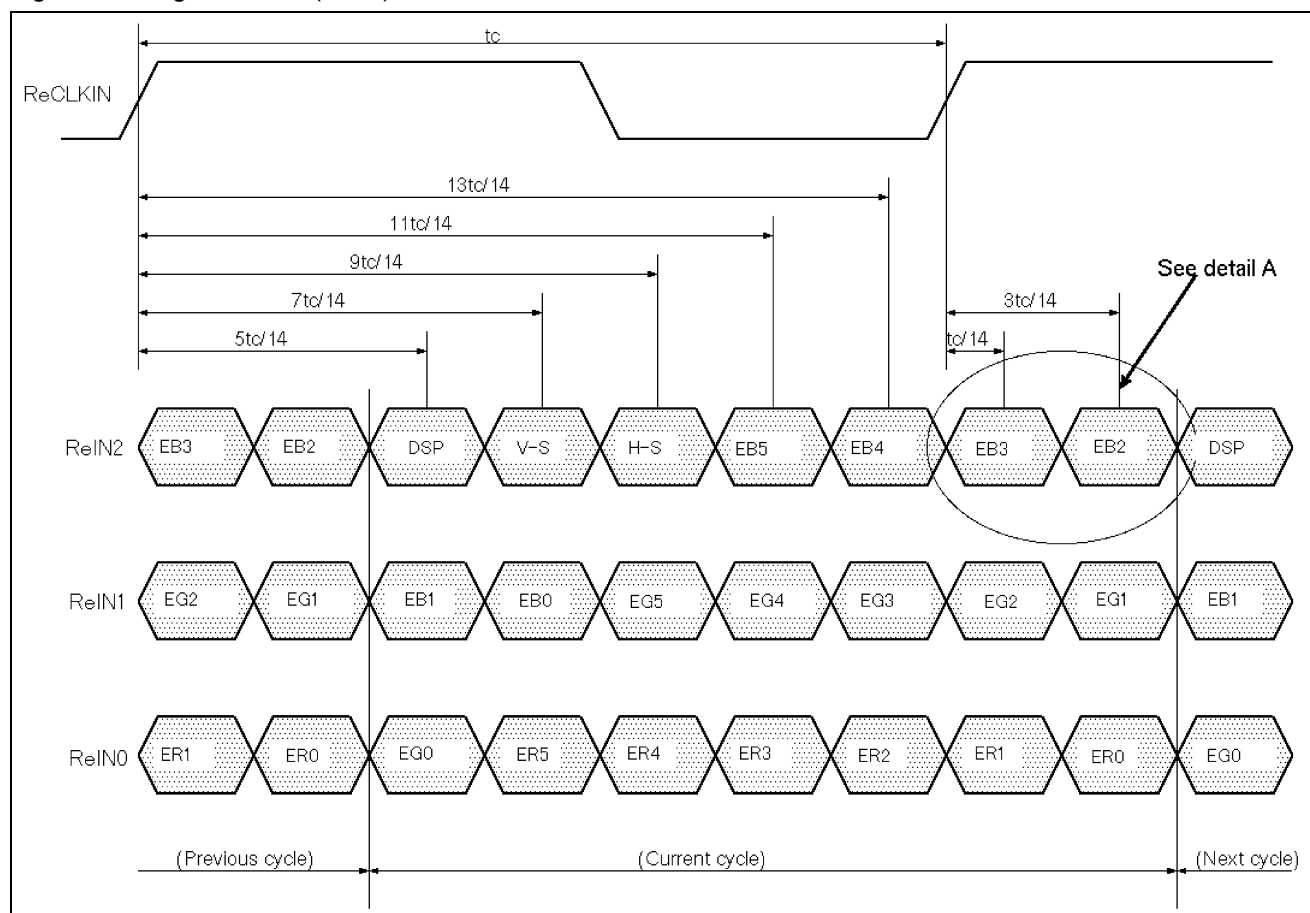 tc
ReCLKIN
13tc/14
11tc/14
9tc/14
See detail A
7tc/14
3tc/14
5tc/14
tc/14
ReIN2 EB3 EB2 DSP V-S H-S EB5 EB4 EB3 EB2 DSP
ReIN1 EG2 EG1 EB1 EB0 EG5 EG4 EG3 EG2 EG1 EB1
ReIN0 ER1 ER0 EG0 ER5 ER4 ER3 ER2 ER1 ER0 EG0
(Previous cycle) (Current cycle) (Next cycle)